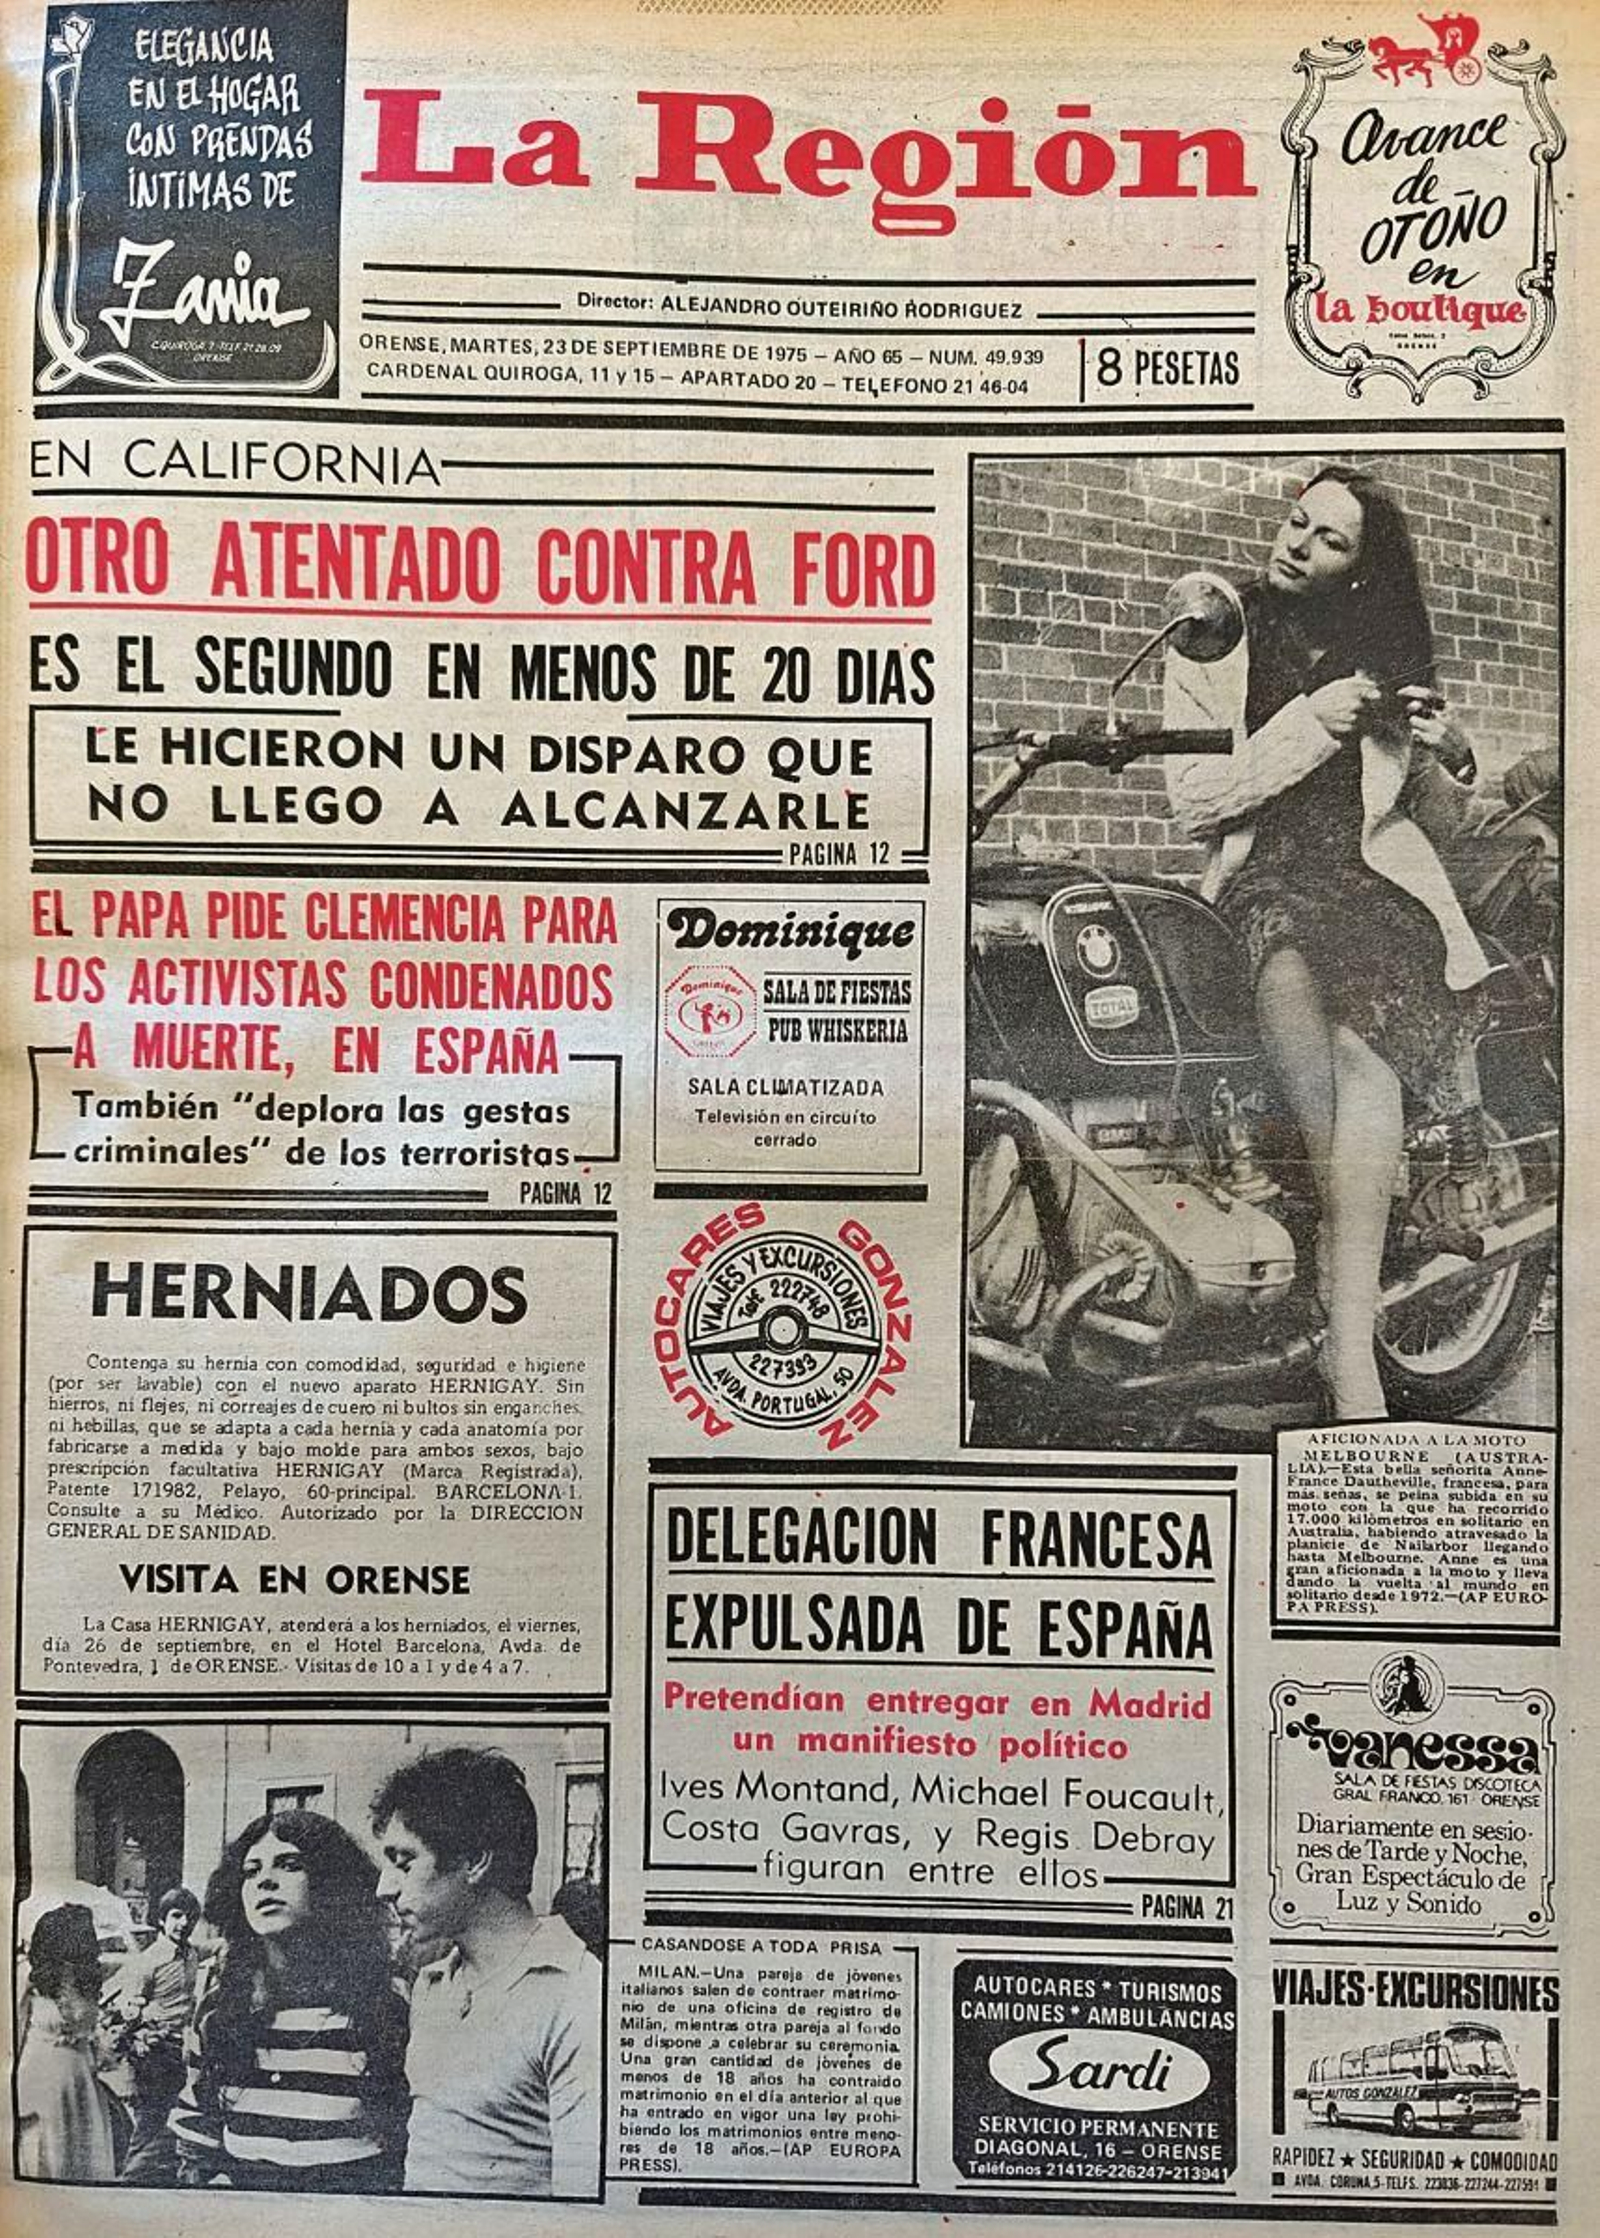 ELEGANCIA
EN EL HOGAR
CON PRENDAS
ÍNTIMAS DE
Zania
C. QUIROGA, 7 - TELF. 21.28.09
ORENSE
La Región
Director: ALEJANDRO OUTEIRIÑO RODRIGUEZ
ORENSE, MARTES, 23 DE SEPTIEMBRE DE 1975 – AÑO 65 – NUM. 49.939
CARDENAL QUIROGA, 11 y 15 – APARTADO 20 – TELEFONO 21 46-04
8 PESETAS
Avance
de
OTOÑO
en
la boutique
ORENSE
EN CALIFORNIA
OTRO ATENTADO CONTRA FORD
ES EL SEGUNDO EN MENOS DE 20 DIAS
LE HICIERON UN DISPARO QUE
NO LLEGO A ALCANZARLE
PAGINA 12
EL PAPA PIDE CLEMENCIA PARA
LOS ACTIVISTAS CONDENADOS
A MUERTE, EN ESPAÑA
También "deplora las gestas
criminales" de los terroristas
PAGINA 12
Dominique
Dominique
SALA DE FIESTAS
PUB WHISKERIA
SALA CLIMATIZADA
Televisión en circuíto
cerrado
AUTOCARES GONZALEZ
VIAJES Y EXCURSIONES
Telf. 222748
227393
AVDA. PORTUGAL, 50
TOTAL
HERNIADOS
Contenga su hernia con comodidad, seguridad e higiene
(por ser lavable) con el nuevo aparato HERNIGAY. Sin
hierros, ni flejes, ni correajes de cuero ni bultos sin enganches,
ni hebillas, que se adapta a cada hernia y cada anatomía por
fabricarse a medida y bajo molde para ambos sexos, bajo
prescripción facultativa HERNIGAY (Marca Registrada),
Patente 171982, Pelayo, 60-principal. BARCELONA-1.
Consulte a su Médico. Autorizado por la DIRECCION
GENERAL DE SANIDAD.
VISITA EN ORENSE
La Casa HERNIGAY, atenderá a los herniados, el viernes,
día 26 de septiembre, en el Hotel Barcelona, Avda. de
Pontevedra, 1 de ORENSE.- Visitas de 10 a 1 y de 4 a 7.
AFICIONADA A LA MOTO
MELBOURNE (AUSTRA-
LIA).—Esta bella señorita Anne-
France Dautheville, francesa, para
más señas, se peina subida en su
moto con la que ha recorrido
17.000 kilómetros en solitario en
Australia, habiendo atravesado la
planicie de Nailarbor llegando
hasta Melbourne. Anne es una
gran aficionada a la moto y lleva
dando la vuelta al mundo en
solitario desde 1972.—(AP EURO-
PA PRESS).
DELEGACION FRANCESA
EXPULSADA DE ESPAÑA
Pretendían entregar en Madrid
un manifiesto político
Ives Montand, Michael Foucault,
Costa Gavras, y Regis Debray
figuran entre ellos
PAGINA 21
vanessa
SALA DE FIESTAS DISCOTECA
GRAL FRANCO, 161 · ORENSE
Diariamente en sesio-
nes de Tarde y Noche,
Gran Espectáculo de
Luz y Sonido
CASANDOSE A TODA PRISA
MILAN.—Una pareja de jóvenes
italianos salen de contraer matrimo-
nio de una oficina de registro de
Milán, mientras otra pareja al fondo
se dispone a celebrar su ceremonia.
Una gran cantidad de jóvenes de
menos de 18 años ha contraido
matrimonio en el día anterior al que
ha entrado en vigor una ley prohi-
biendo los matrimonios entre meno-
res de 18 años.—(AP EUROPA
PRESS).
AUTOCARES * TURISMOS
CAMIONES * AMBULANCIAS
Sardi
SERVICIO PERMANENTE
DIAGONAL, 16 – ORENSE
Teléfonos 214126-226247-213941
VIAJES-EXCURSIONES
AUTOS GONZALEZ
RAPIDEZ ★ SEGURIDAD ★ COMODIDAD
AVDA. CORUÑA, 5-TELFS. 223836-227244-227591